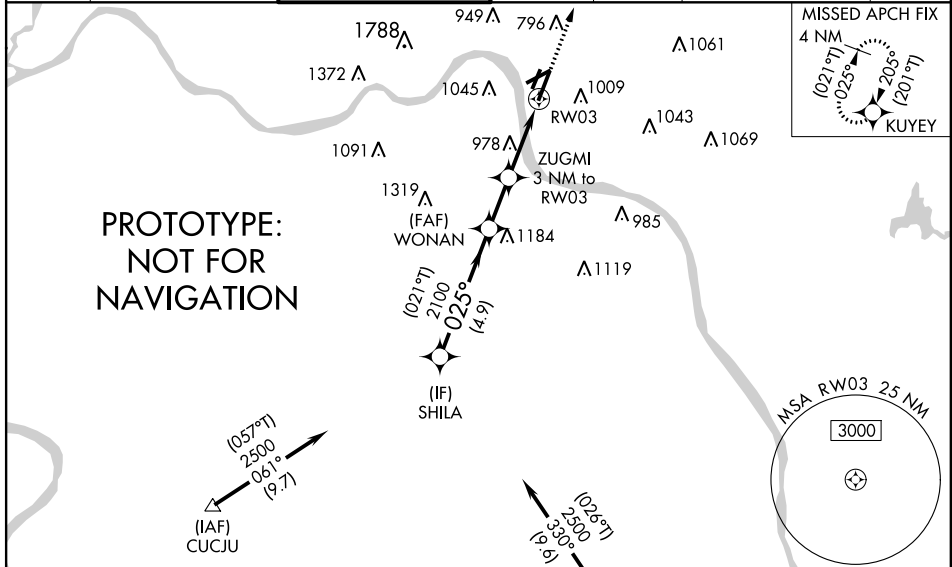 949
796
MISSED APCH FIX
1788
4 NM
1061
(021°T)
025°
205°
(201°T)
1372
1045
1009
RW03
KUYEY
1043
978
1069
1091
ZUGMI
3 NM to
RW03
1319
(FAF)
WONAN
985
1184
PROTOTYPE:
NOT FOR
NAVIGATION
1119
(021°T)
2100
025°
(4.9)
(IF)
SHILA
MSA RW03 25 NM
3000
(057°T)
2500
061°
(9.7)
(IAF)
CUCJU
(026°T)
2500
330°
(9.6)